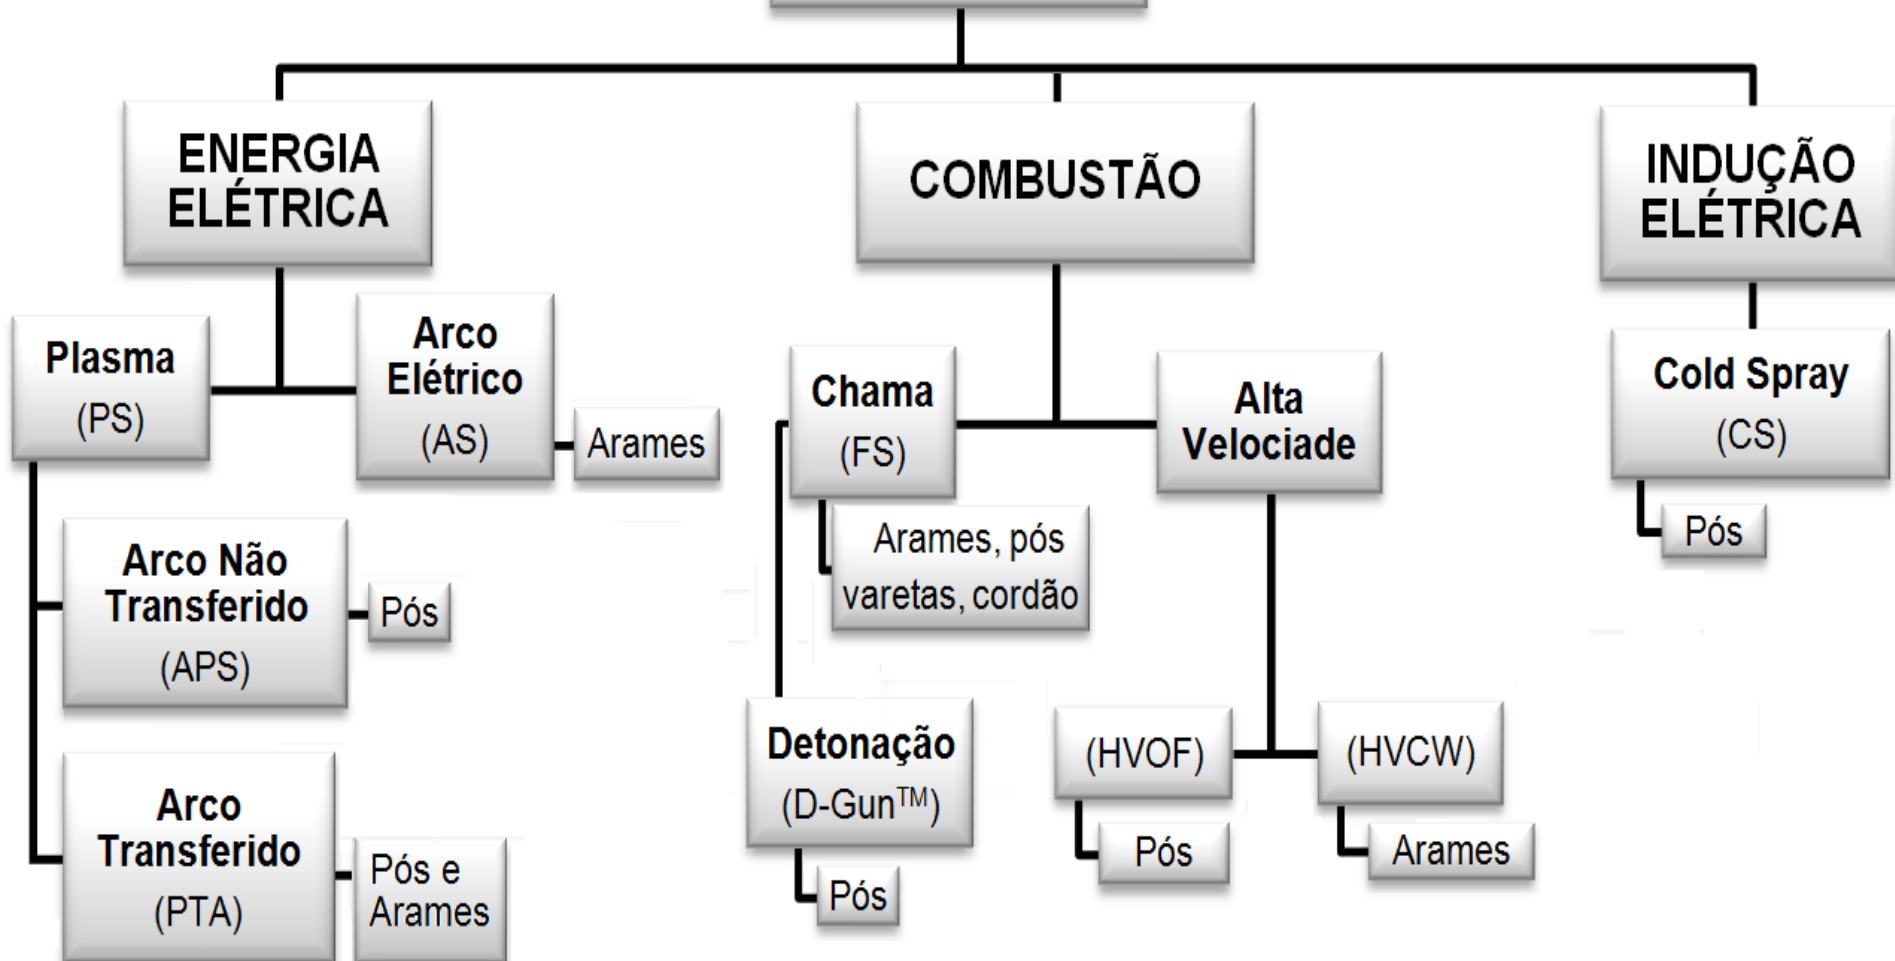 ENERGIA
ELÉTRICA
COMBUSTÃO
INDUÇÃO
ELÉTRICA
Plasma
(PS)
Arco
Elétrico
(AS)
Arames
Arco Não
Transferido
(APS)
Pós
Arco
Transferido
(PTA)
Pós e
Arames
Chama
(FS)
Arames, pós
varetas, cordão
Detonação
(D-Gun™)
Pós
Alta
Velociade
(HVOF)
Pós
(HVCW)
Arames
Cold Spray
(CS)
Pós